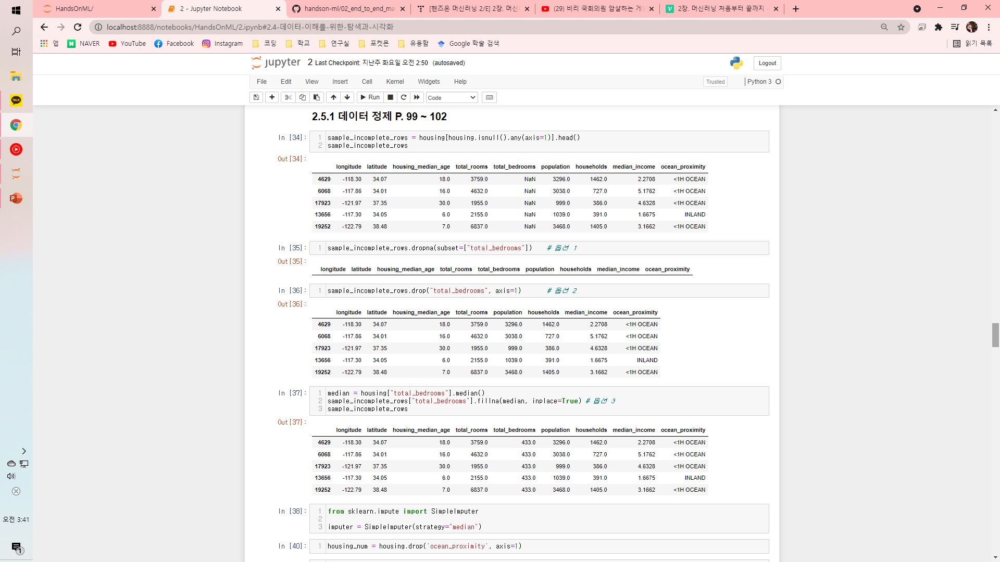 HandsOnML/
2 - Jupyter Notebook
handson-ml/02_end_to_end_ma
[핸즈온 머신러닝 2/E] 2장. 머신
(29) 비리 국회의원 암살하는 게
2장. 머신러닝 처음부터 끝까지 -
localhost:8888/notebooks/HandsOnML/2.ipynb#2.4-데이터-이해를-위한-탐색과-시각화
앱 NAVER YouTube Facebook Instagram 코딩 학교 연구실 포켓몬 유용함 Google 학술 검색 읽기 목록
jupyter 2 Last Checkpoint: 지난주 화요일 오전 2:50 (autosaved) Logout
File Edit View Insert Cell Kernel Widgets Help Trusted Python 3
Run Code
2.5.1 데이터 정제 P. 99 ~ 102
In [34]: 1 sample_incomplete_rows = housing[housing.isnull().any(axis=1)].head()
2 sample_incomplete_rows
Out[34]:
longitude latitude housing_median_age total_rooms total_bedrooms population households median_income ocean_proximity
4629 -118.30 34.07 18.0 3759.0 NaN 3296.0 1462.0 2.2708 <1H OCEAN
6068 -117.86 34.01 16.0 4632.0 NaN 3038.0 727.0 5.1762 <1H OCEAN
17923 -121.97 37.35 30.0 1955.0 NaN 999.0 386.0 4.6328 <1H OCEAN
13656 -117.30 34.05 6.0 2155.0 NaN 1039.0 391.0 1.6675 INLAND
19252 -122.79 38.48 7.0 6837.0 NaN 3468.0 1405.0 3.1662 <1H OCEAN
In [35]: 1 sample_incomplete_rows.dropna(subset=["total_bedrooms"]) # 옵션 1
Out[35]:
longitude latitude housing_median_age total_rooms total_bedrooms population households median_income ocean_proximity
In [36]: 1 sample_incomplete_rows.drop("total_bedrooms", axis=1) # 옵션 2
Out[36]:
longitude latitude housing_median_age total_rooms population households median_income ocean_proximity
4629 -118.30 34.07 18.0 3759.0 3296.0 1462.0 2.2708 <1H OCEAN
6068 -117.86 34.01 16.0 4632.0 3038.0 727.0 5.1762 <1H OCEAN
17923 -121.97 37.35 30.0 1955.0 999.0 386.0 4.6328 <1H OCEAN
13656 -117.30 34.05 6.0 2155.0 1039.0 391.0 1.6675 INLAND
19252 -122.79 38.48 7.0 6837.0 3468.0 1405.0 3.1662 <1H OCEAN
In [37]: 1 median = housing["total_bedrooms"].median()
2 sample_incomplete_rows["total_bedrooms"].fillna(median, inplace=True) # 옵션 3
3 sample_incomplete_rows
Out[37]:
longitude latitude housing_median_age total_rooms total_bedrooms population households median_income ocean_proximity
4629 -118.30 34.07 18.0 3759.0 433.0 3296.0 1462.0 2.2708 <1H OCEAN
6068 -117.86 34.01 16.0 4632.0 433.0 3038.0 727.0 5.1762 <1H OCEAN
17923 -121.97 37.35 30.0 1955.0 433.0 999.0 386.0 4.6328 <1H OCEAN
13656 -117.30 34.05 6.0 2155.0 433.0 1039.0 391.0 1.6675 INLAND
19252 -122.79 38.48 7.0 6837.0 433.0 3468.0 1405.0 3.1662 <1H OCEAN
In [38]: 1 from sklearn.impute import SimpleImputer
2
3 imputer = SimpleImputer(strategy="median")
In [40]: 1 housing_num = housing.drop('ocean_proximity', axis=1)
TALK
오전 3:41
1